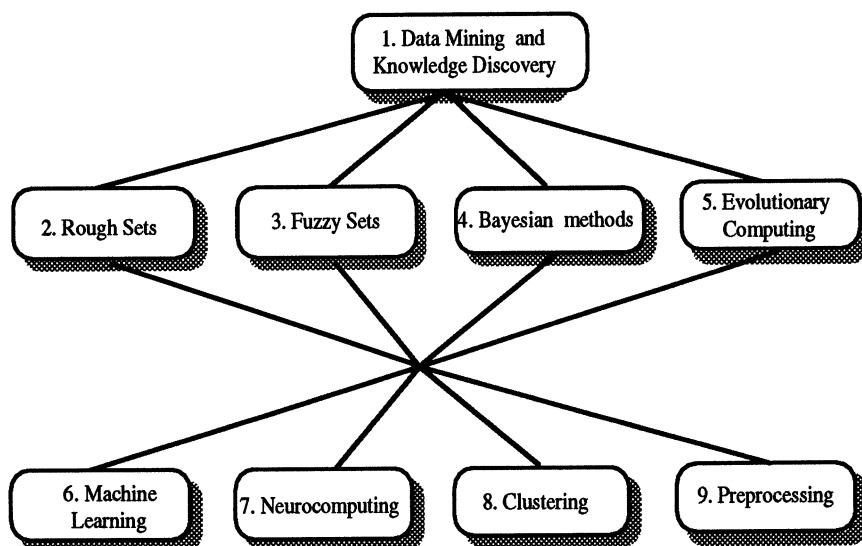 1. Data Mining and
Knowledge Discovery
2. Rough Sets
3. Fuzzy Sets
4. Bayesian methods
5. Evolutionary
Computing
6. Machine
Learning
7. Neurocomputing
8. Clustering
9. Preprocessing